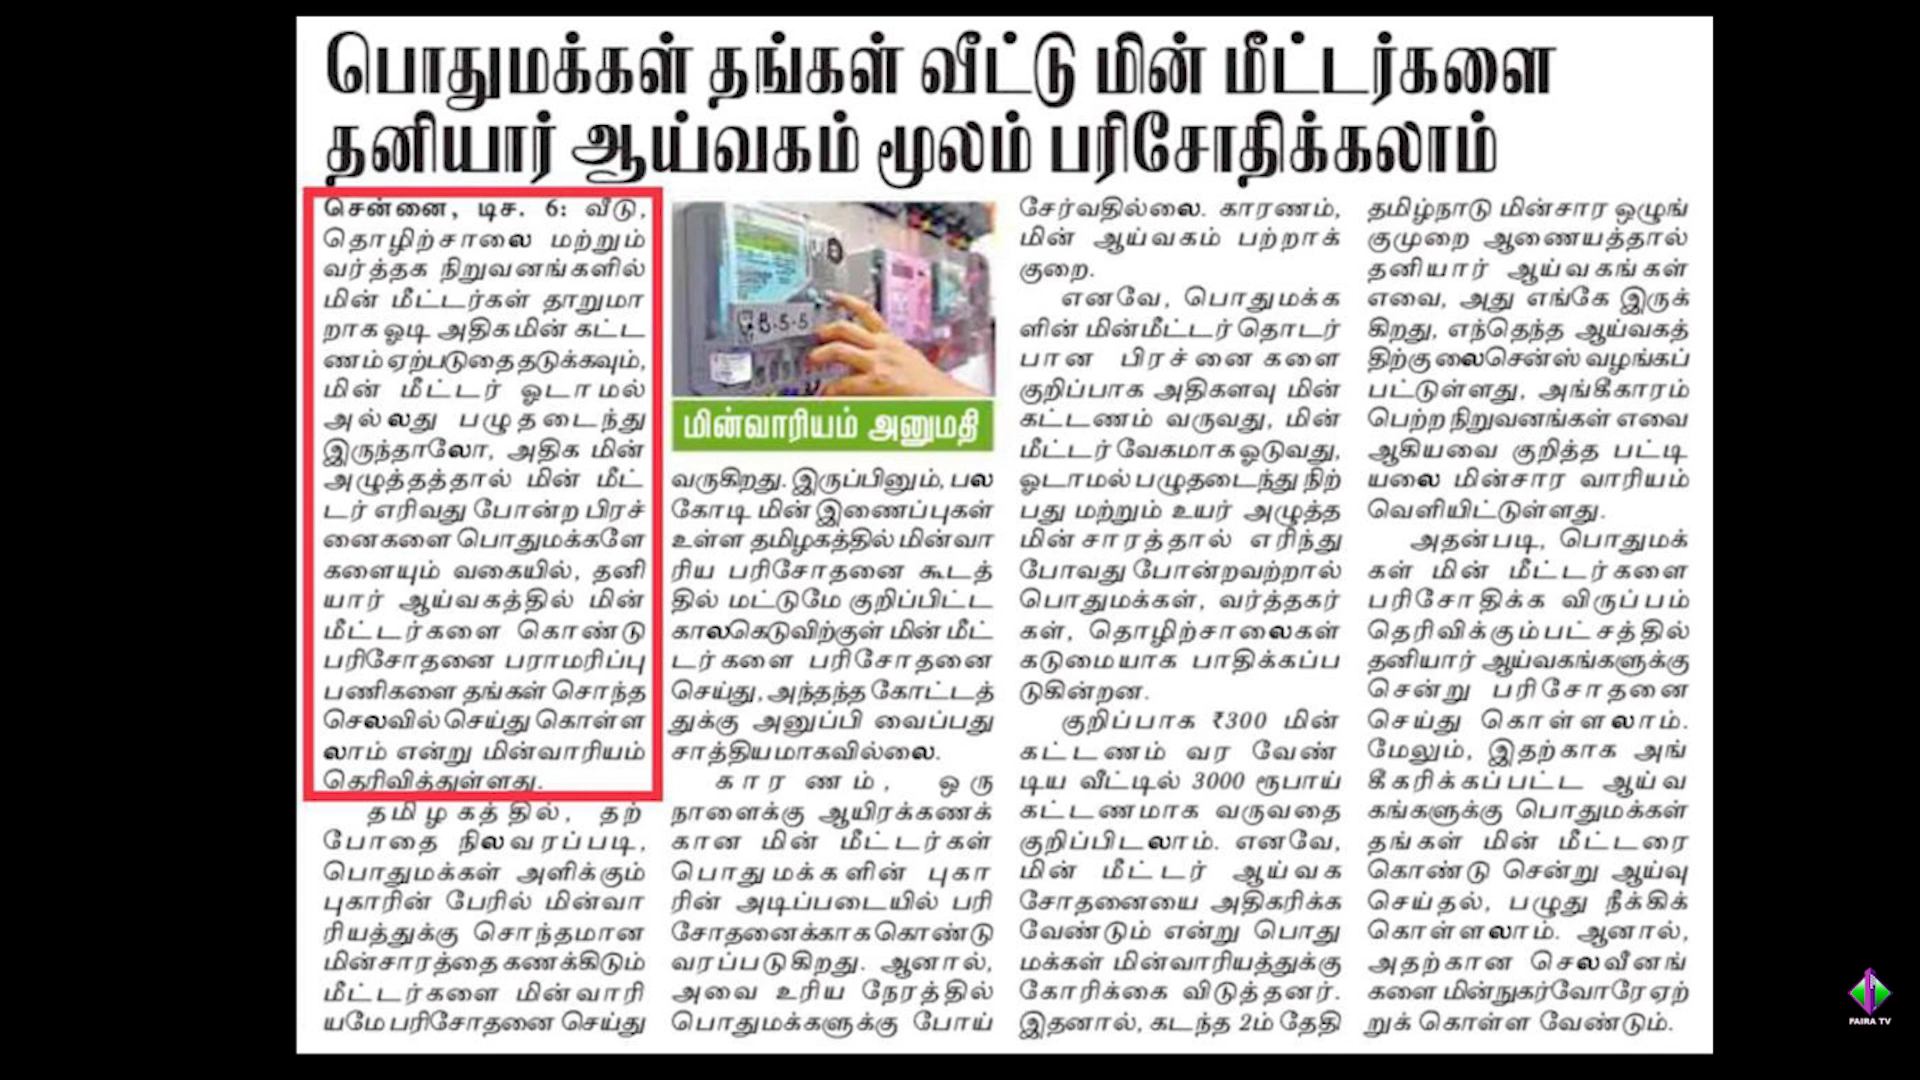 பொதுமக்கள் தங்கள் வீட்டு மின் மீட்டர்களை
தனியார் ஆய்வகம் மூலம் பரிசோதிக்கலாம்
சென்னை, டிச. 6: வீடு,
தொழிற்சாலை மற்றும்
வர்த்தக நிறுவனங்களில்
மின் மீட்டர்கள் தாறுமா
றாக ஓடி அதிக மின் கட்ட
ணம் ஏற்படுதை தடுக்கவும்,
மின் மீட்டர் ஓடாமல்
அல்லது பழுதடைந்து
இருந்தாலோ, அதிக மின்
அழுத்தத்தால் மின் மீட்
டர் எரிவது போன்ற பிரச்
னைகளை பொதுமக்களே
களையும் வகையில், தனி
யார் ஆய்வகத்தில் மின்
மீட்டர்களை கொண்டு
பரிசோதனை பராமரிப்பு
பணிகளை தங்கள் சொந்த
செலவில் செய்து கொள்ள
லாம் என்று மின்வாரியம்
தெரிவித்துள்ளது.
தமிழகத்தில், தற்
போதை நிலவரப்படி,
பொதுமக்கள் அளிக்கும்
புகாரின் பேரில் மின்வா
ரியத்துக்கு சொந்தமான
மின்சாரத்தை கணக்கிடும்
மீட்டர்களை மின்வாரி
யமே பரிசோதனை செய்து
B-5-5
மின்வாரியம் அனுமதி
வருகிறது. இருப்பினும், பல
கோடி மின் இணைப்புகள்
உள்ள தமிழகத்தில் மின்வா
ரிய பரிசோதனை கூடத்
தில் மட்டுமே குறிப்பிட்ட
காலகெடுவிற்குள் மின் மீட்
டர்களை பரிசோதனை
செய்து, அந்தந்த கோட்டத்
துக்கு அனுப்பி வைப்பது
சாத்தியமாகவில்லை.
காரணம், ஒரு
நாளைக்கு ஆயிரக்கணக்
கான மின் மீட்டர்கள்
பொதுமக்களின் புகா
ரின் அடிப்படையில் பரி
சோதனைக்காக கொண்டு
வரப்படுகிறது. ஆனால்,
அவை உரிய நேரத்தில்
பொதுமக்களுக்கு போய்
சேர்வதில்லை. காரணம்,
மின் ஆய்வகம் பற்றாக்
குறை.
எனவே, பொதுமக்க
ளின் மின்மீட்டர் தொடர்
பான பிரச்னைகளை
குறிப்பாக அதிகளவு மின்
கட்டணம் வருவது, மின்
மீட்டர் வேகமாக ஓடுவது,
ஓடாமல் பழுதடைந்து நிற்
பது மற்றும் உயர் அழுத்த
மின்சாரத்தால் எரிந்து
போவது போன்றவற்றால்
பொதுமக்கள், வர்த்தகர்
கள், தொழிற்சாலைகள்
கடுமையாக பாதிக்கப்ப
டுகின்றன.
குறிப்பாக ₹300 மின்
கட்டணம் வர வேண்
டிய வீட்டில் 3000 ரூபாய்
கட்டணமாக வருவதை
குறிப்பிடலாம். எனவே,
மின் மீட்டர் ஆய்வக
சோதனையை அதிகரிக்க
வேண்டும் என்று பொது
மக்கள் மின்வாரியத்துக்கு
கோரிக்கை விடுத்தனர்.
இதனால், கடந்த 2ம் தேதி
தமிழ்நாடு மின்சார ஒழுங்
குமுறை ஆணையத்தால்
தனியார் ஆய்வகங்கள்
எவை, அது எங்கே இருக்
கிறது, எந்தெந்த ஆய்வகத்
திற்கு லைசென்ஸ் வழங்கப்
பட்டுள்ளது, அங்கீகாரம்
பெற்ற நிறுவனங்கள் எவை
ஆகியவை குறித்த பட்டி
யலை மின்சார வாரியம்
வெளியிட்டுள்ளது.
அதன்படி, பொதுமக்
கள் மின் மீட்டர்களை
பரிசோதிக்க விருப்பம்
தெரிவிக்கும்பட்சத்தில்
தனியார் ஆய்வகங்களுக்கு
சென்று பரிசோதனை
செய்து கொள்ளலாம்.
மேலும், இதற்காக அங்
கீகரிக்கப்பட்ட ஆய்வ
கங்களுக்கு பொதுமக்கள்
தங்கள் மின் மீட்டரை
கொண்டு சென்று ஆய்வு
செய்தல், பழுது நீக்கிக்
கொள்ளலாம். ஆனால்,
அதற்கான செலவீனங்
களை மின்நுகர்வோரே ஏற்
றுக் கொள்ள வேண்டும்.
FAIRA TV